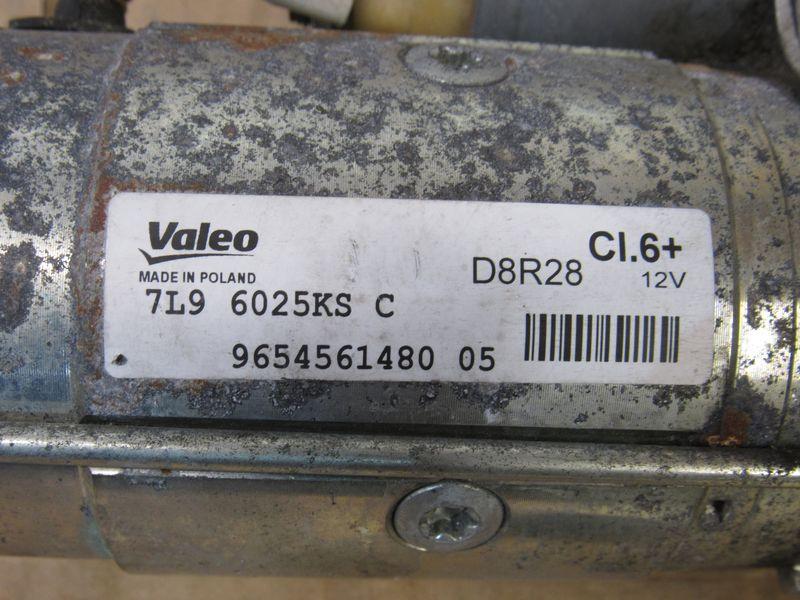 Valeo
MADE IN POLAND
D8R28
Cl.6+
12V
7L9 6025KS C
9654561480 05